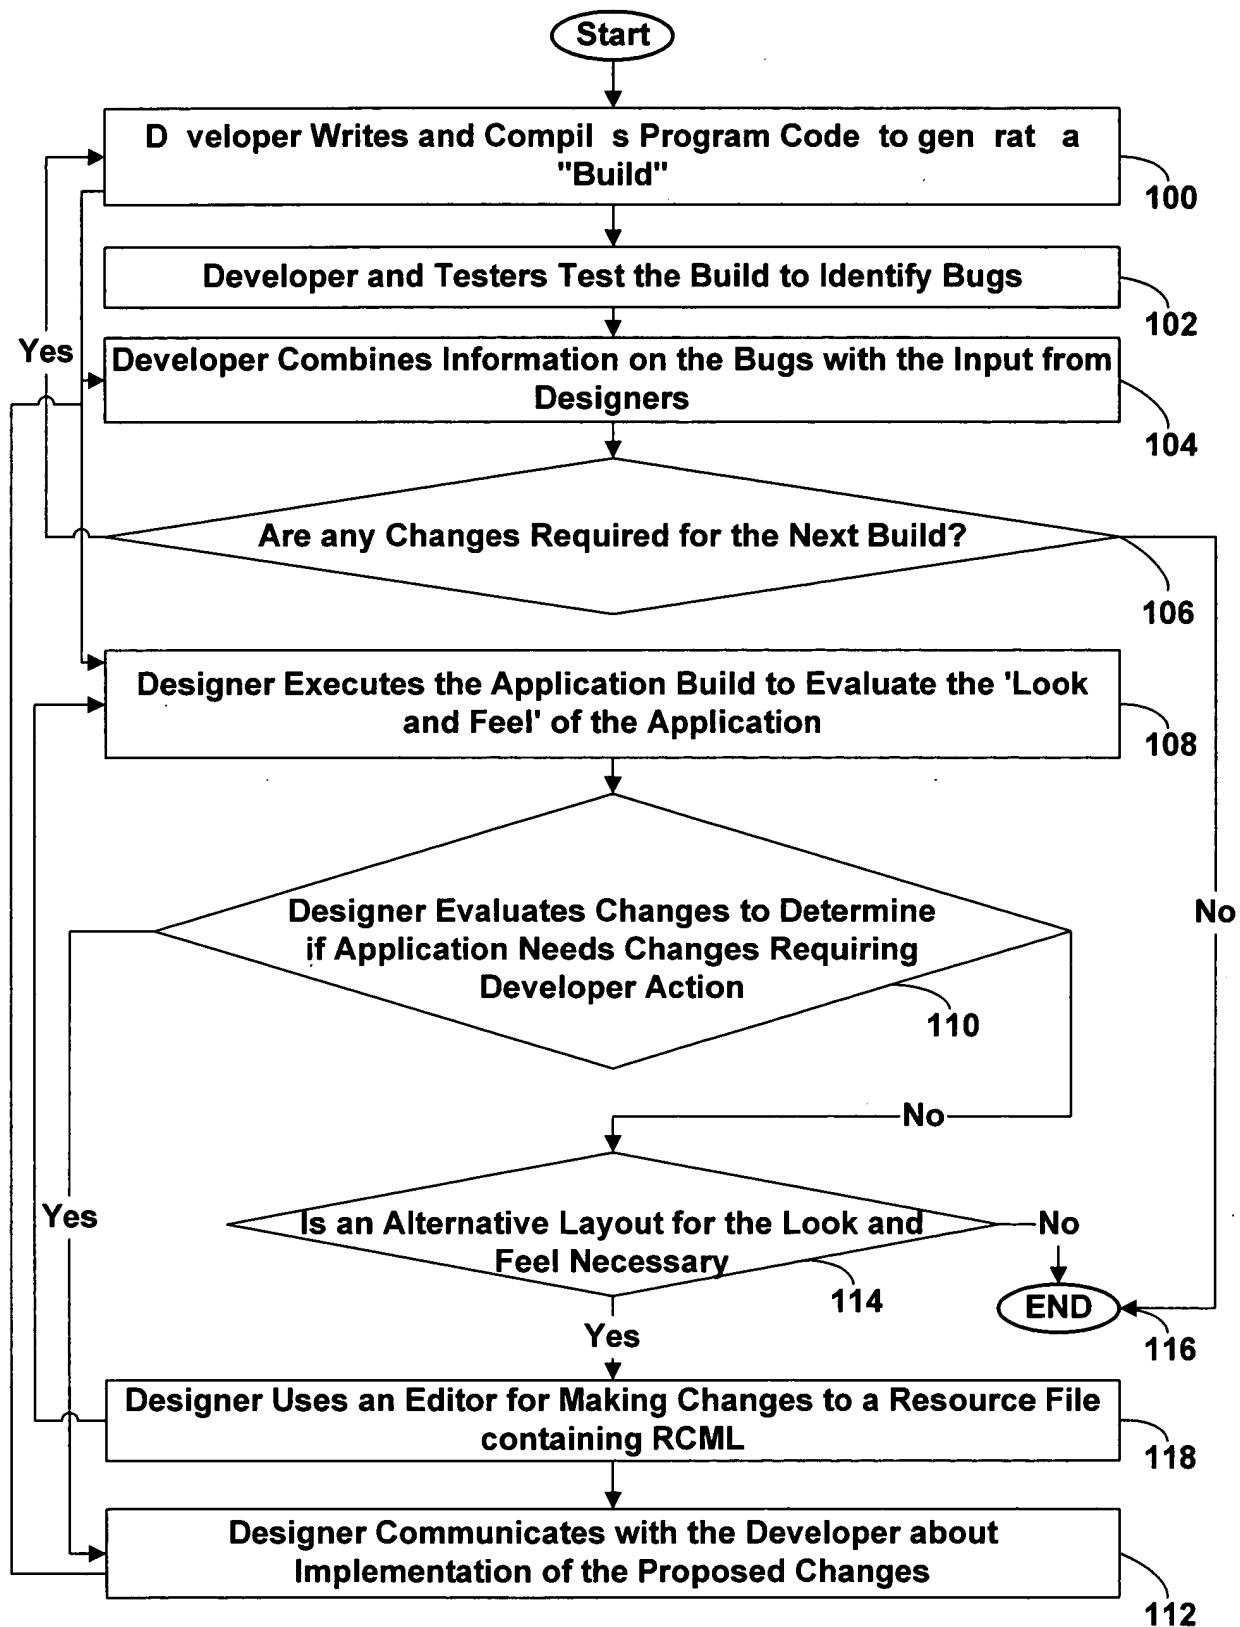 Start
D veloper Writes and Compil s Program Code to gen rat a
"Build"
100
Developer and Testers Test the Build to Identify Bugs
102
Yes
Developer Combines Information on the Bugs with the Input from
Designers
104
Are any Changes Required for the Next Build?
106
Designer Executes the Application Build to Evaluate the 'Look
and Feel' of the Application
108
No
Designer Evaluates Changes to Determine
if Application Needs Changes Requiring
Developer Action
110
No
Yes
Is an Alternative Layout for the Look and
Feel Necessary
No
114
END
116
Yes
Designer Uses an Editor for Making Changes to a Resource File
containing RCML
118
Designer Communicates with the Developer about
Implementation of the Proposed Changes
112